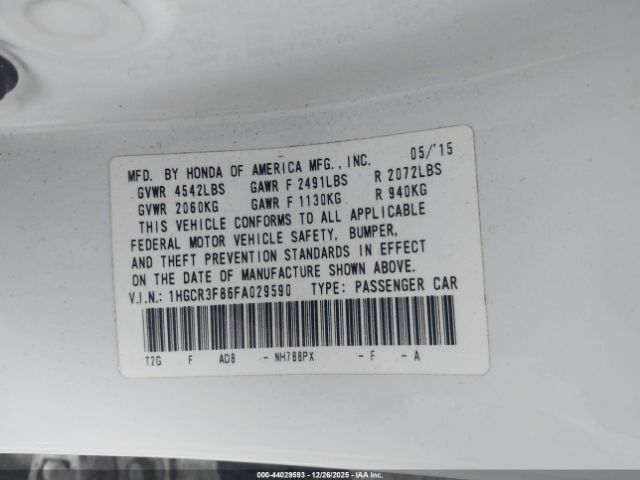 MFD. BY HONDA OF AMERICA MFG., INC. 05/'15
GVWR 4542LBS GAWR F 2491LBS R 2072LBS
GVWR 2060KG GAWR F 1130KG R 940KG
THIS VEHICLE CONFORMS TO ALL APPLICABLE
FEDERAL MOTOR VEHICLE SAFETY, BUMPER,
AND THEFT PREVENTION STANDARDS IN EFFECT
ON THE DATE OF MANUFACTURE SHOWN ABOVE.
V.I.N.: 1HGCR3F86FA029590 TYPE: PASSENGER CAR
T2G F AD8 - NH788PX - F - A
000-44029593 - 12/26/2025 - IAA Inc.